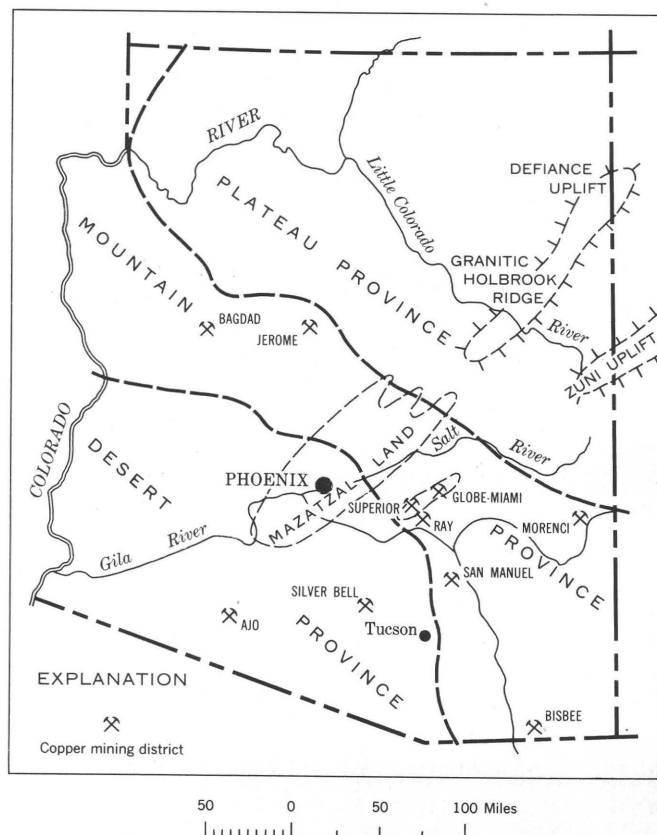 RIVER
Little Colorado
DEFIANCE
UPLIFT
PLATEAU PROVINCE
GRANITIC
HOLBROOK
RIDGE
River
MOUNTAIN
BAGDAD
JEROME
ZUNI UPLIFT
COLORADO
DESERT
PHOENIX
MAZATZAL LAND
Salt
River
SUPERIOR
GLOBE-MIAMI
RAY
MORENCI
Gila River
PROVINCE
SAN MANUEL
SILVER BELL
AJO
Tucson
PROVINCE
EXPLANATION
BISBEE
Copper mining district
50 0 50 100 Miles